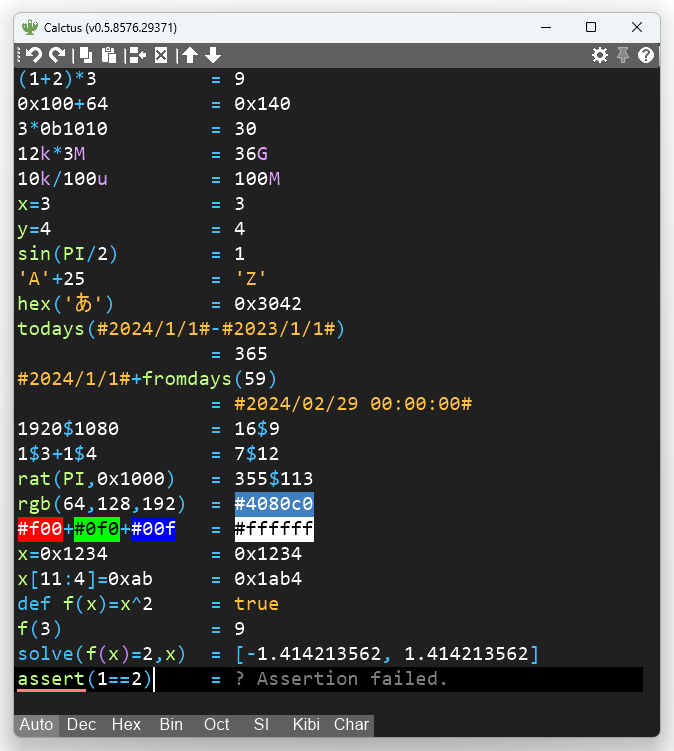 Calctus (v0.5.8576.29371)
(1+2)*3 = 9
0x100+64 = 0x140
3*0b1010 = 30
12k*3M = 36G
10k/100u = 100M
x=3 = 3
y=4 = 4
sin(PI/2) = 1
'A'+25 = 'Z'
hex('あ') = 0x3042
todays(#2024/1/1#-#2023/1/1#)
= 365
#2024/1/1#+fromdays(59)
= #2024/02/29 00:00:00#
1920$1080 = 16$9
1$3+1$4 = 7$12
rat(PI,0x1000) = 355$113
rgb(64,128,192) = #4080c0
#f00+#0f0+#00f = #ffffff
x=0x1234 = 0x1234
x[11:4]=0xab = 0x1ab4
def f(x)=x^2 = true
f(3) = 9
solve(f(x)=2,x) = [-1.414213562, 1.414213562]
assert(1==2) = ? Assertion failed.
Auto Dec Hex Bin Oct SI Kibi Char